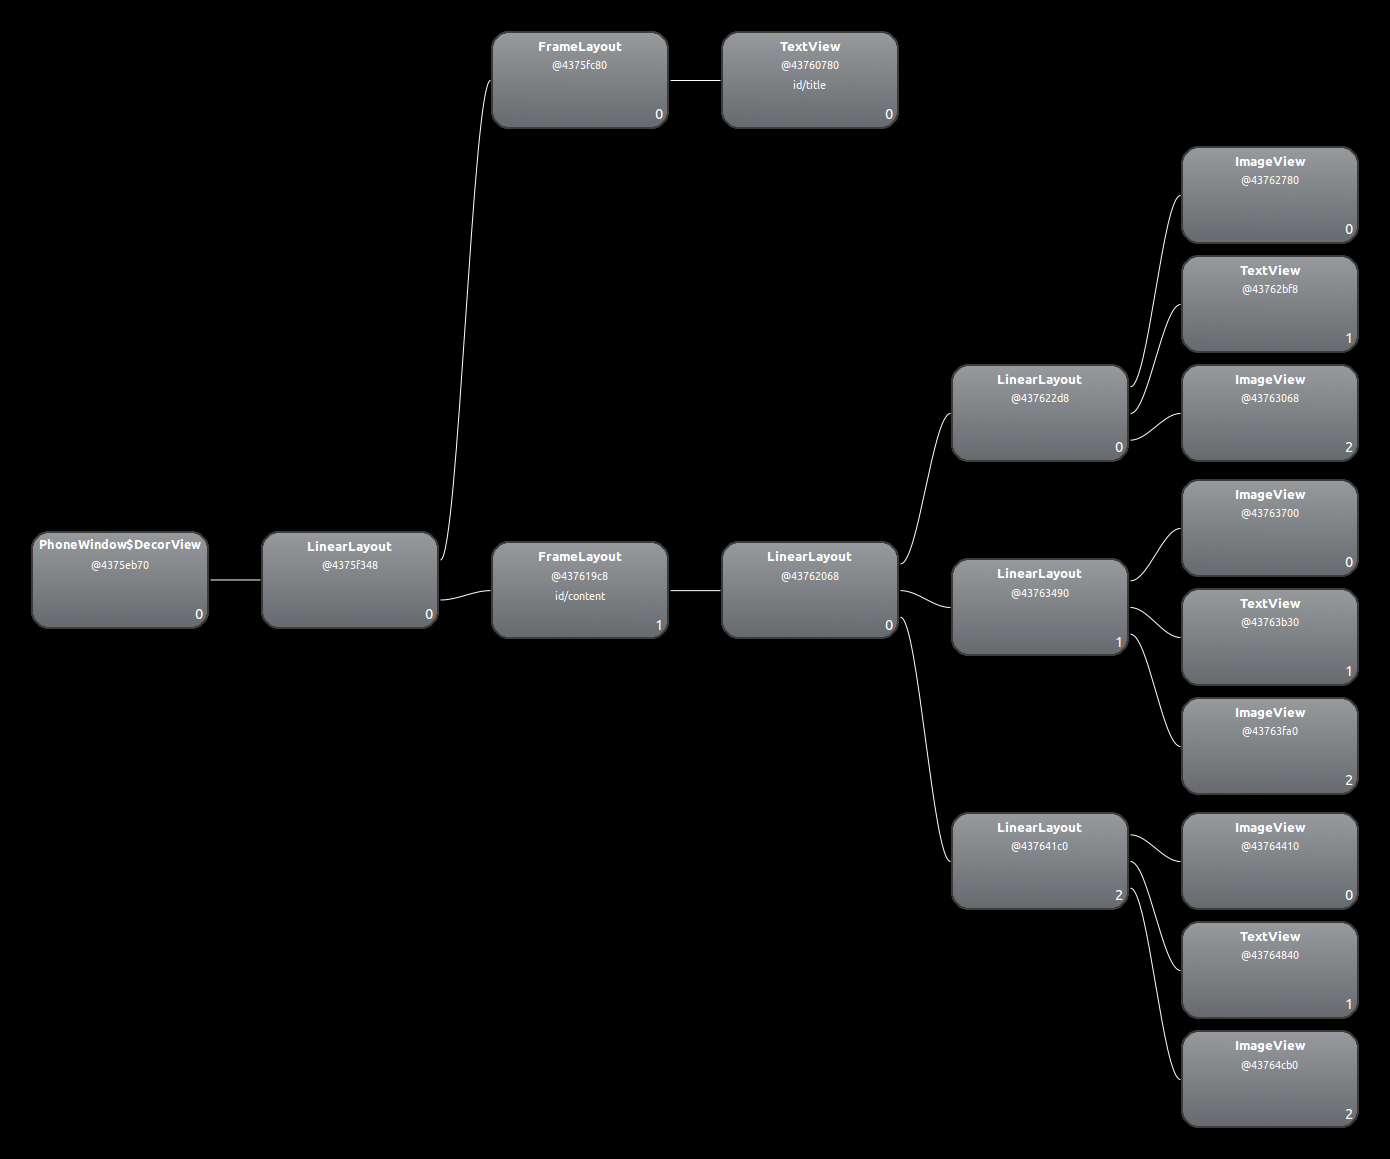 FrameLayout
@4375fc80
0
TextView
@43760780
id/title
0
ImageView
@43762780
0
TextView
@43762bf8
1
LinearLayout
@437622d8
0
ImageView
@43763068
2
ImageView
@43763700
0
PhoneWindow$DecorView
@4375eb70
0
LinearLayout
@4375f348
0
FrameLayout
@437619c8
id/content
1
LinearLayout
@43762068
0
LinearLayout
@43763490
1
TextView
@43763b30
1
ImageView
@43763fa0
2
LinearLayout
@437641c0
2
ImageView
@43764410
0
TextView
@43764840
1
ImageView
@43764cb0
2